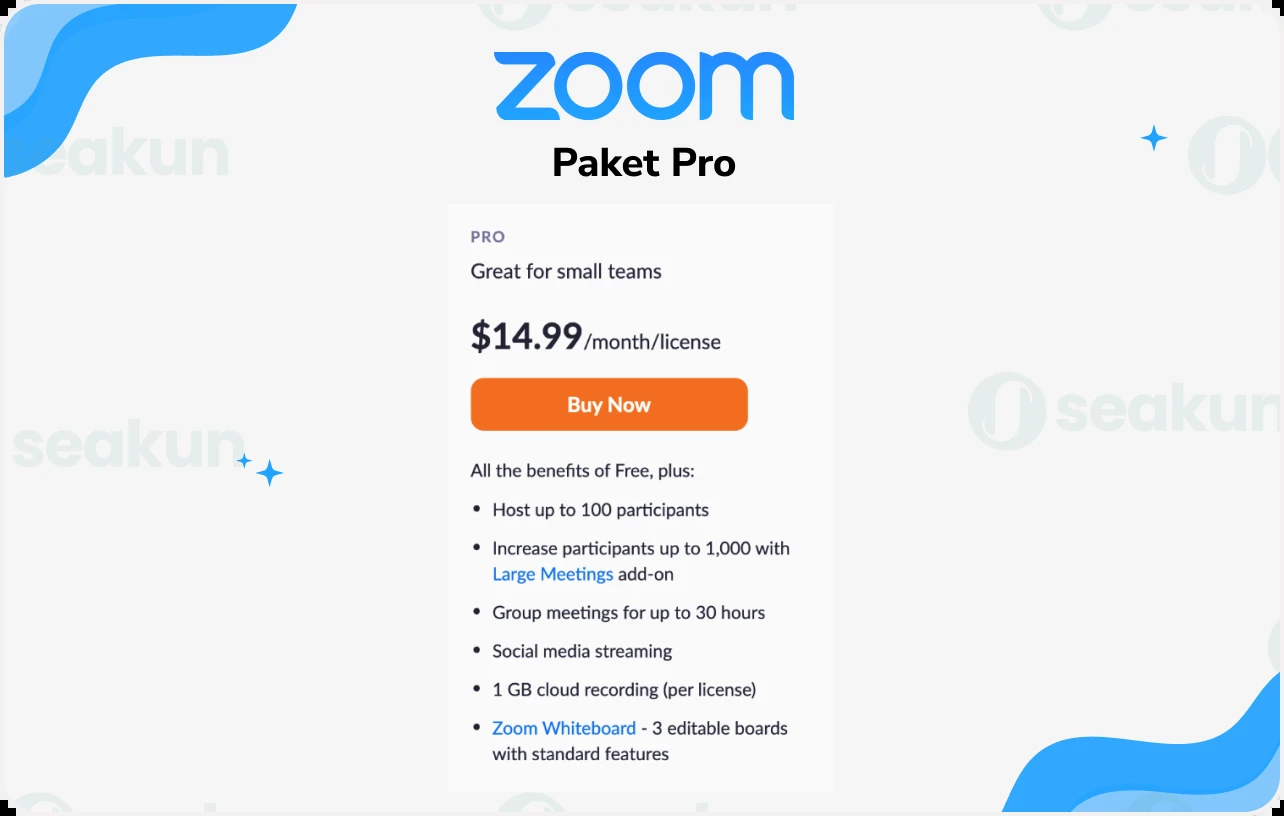 seakun
seakun
zoom
Paket Pro
seakun
PRO
Great for small teams
$14.99/month/license
Buy Now
seakun
seakun
All the benefits of Free, plus:
• Host up to 100 participants
• Increase participants up to 1,000 with
Large Meetings add-on
• Group meetings for up to 30 hours
• Social media streaming
• 1 GB cloud recording (per license)
• Zoom Whiteboard - 3 editable boards
with standard features